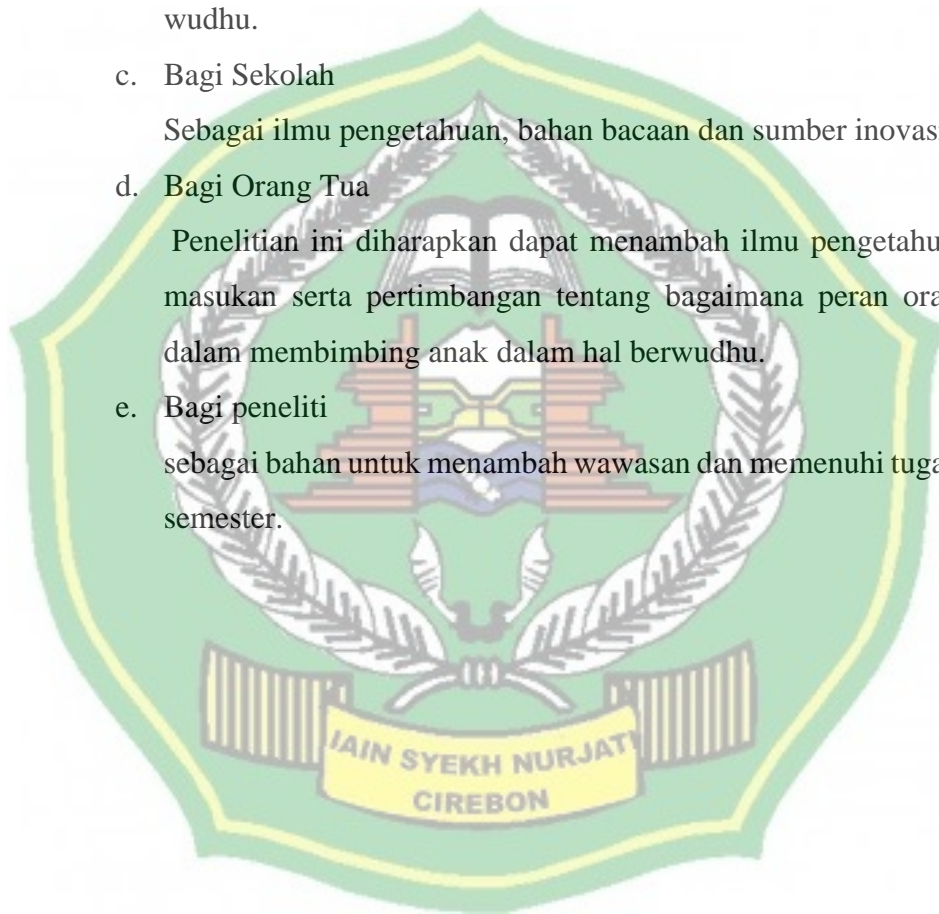 wudhu.
c. Bagi Sekolah
Sebagai ilmu pengetahuan, bahan bacaan dan sumber inovasi
d. Bagi Orang Tua
Penelitian ini diharapkan dapat menambah ilmu pengetahu
masukan serta pertimbangan tentang bagaimana peran ora
dalam membimbing anak dalam hal berwudhu.
e. Bagi peneliti
sebagai bahan untuk menambah wawasan dan memenuhi tuga
semester.
IAIN SYEKH NURJATI
CIREBON